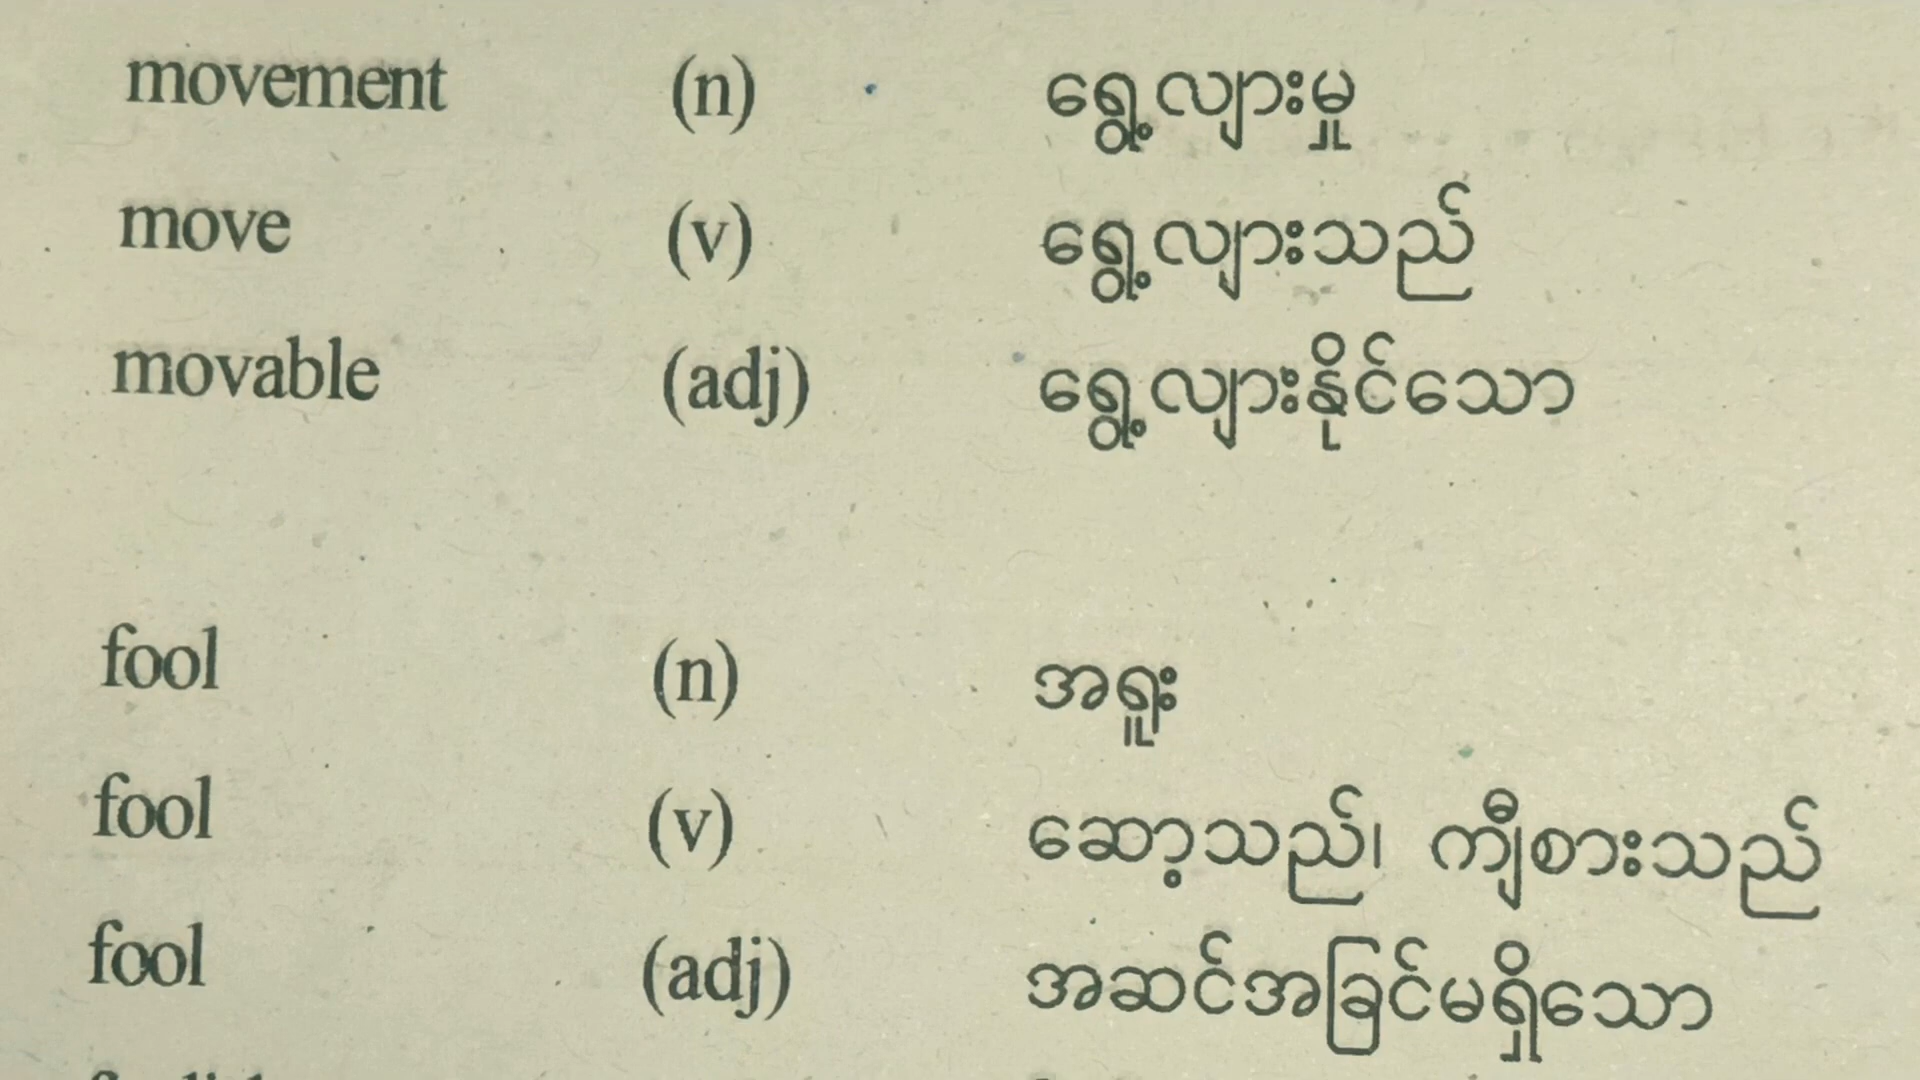 movement (n) ရွေ့လျားမှု
move (v) ရွေ့လျားသည်
movable (adj) ရွေ့လျားနိုင်သော
fool (n) အရူး
fool (v) ဆော့သည်၊ ကျီစားသည်
fool (adj) အဆင်အခြင်မရှိသော